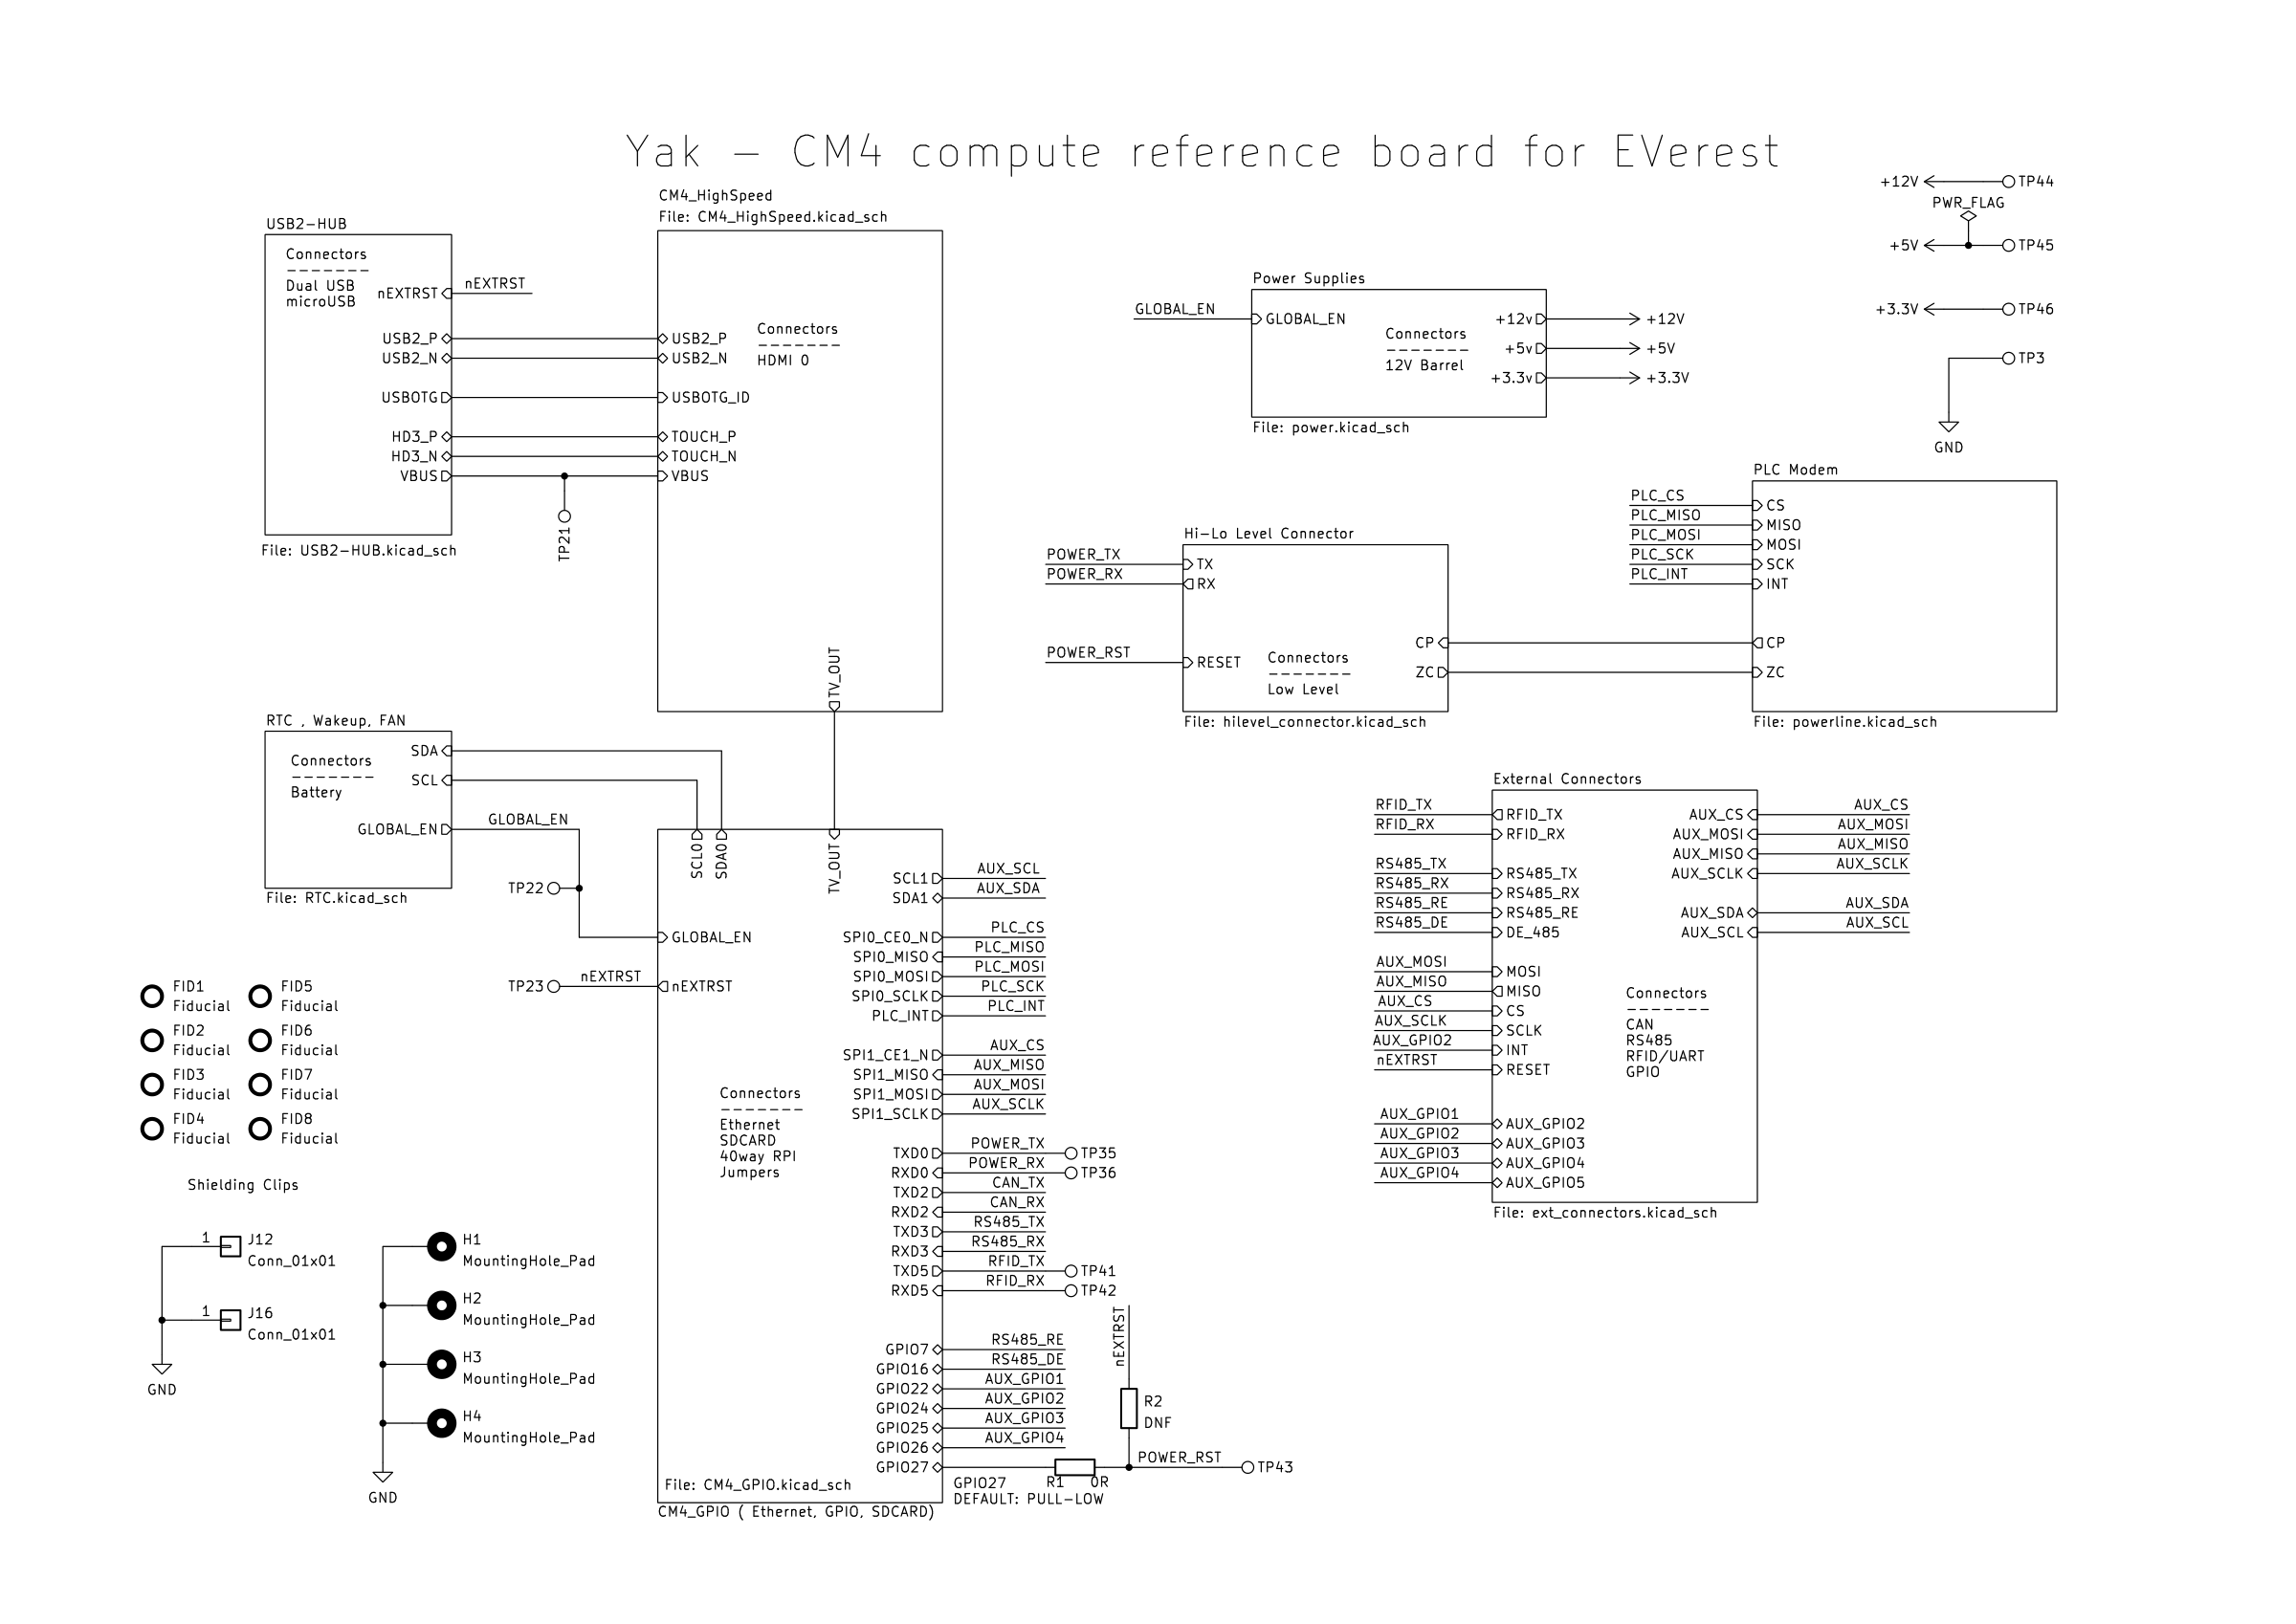 Yak - CM4 compute reference board for EVerest
USB2-HUB
Connectors
-------
Dual USB
microUSB
nEXTRST
nEXTRST
USB2_P
USB2_N
USBOTG
HD3_P
HD3_N
VBUS
TP21
File: USB2-HUB.kicad_sch
CM4_HighSpeed
File: CM4_HighSpeed.kicad_sch
Connectors
-------
HDMI 0
USB2_P
USB2_N
USBOTG_ID
TOUCH_P
TOUCH_N
VBUS
TV_OUT
Power Supplies
GLOBAL_EN
GLOBAL_EN
Connectors
-------
12V Barrel
+12v
+5v
+3.3v
+12V
+5V
+3.3V
File: power.kicad_sch
+12V
TP44
PWR_FLAG
+5V
TP45
+3.3V
TP46
TP3
GND
Hi-Lo Level Connector
POWER_TX
POWER_RX
POWER_RST
TX
RX
RESET
Connectors
-------
Low Level
CP
ZC
File: hilevel_connector.kicad_sch
PLC Modem
PLC_CS
PLC_MISO
PLC_MOSI
PLC_SCK
PLC_INT
CS
MISO
MOSI
SCK
INT
CP
ZC
File: powerline.kicad_sch
RTC , Wakeup, FAN
Connectors
-------
Battery
SDA
SCL
GLOBAL_EN
GLOBAL_EN
File: RTC.kicad_sch
TP22
TP23
nEXTRST
SCL0
SDA0
TV_OUT
GLOBAL_EN
nEXTRST
Connectors
-------
Ethernet
SDCARD
40way RPI
Jumpers
SCL1
AUX_SCL
SDA1
AUX_SDA
SPI0_CE0_N
PLC_CS
SPI0_MISO
PLC_MISO
SPI0_MOSI
PLC_MOSI
SPI0_SCLK
PLC_SCK
PLC_INT
PLC_INT
SPI1_CE1_N
AUX_CS
SPI1_MISO
AUX_MISO
SPI1_MOSI
AUX_MOSI
SPI1_SCLK
AUX_SCLK
TXD0
POWER_TX
TP35
RXD0
POWER_RX
TP36
TXD2
CAN_TX
RXD2
CAN_RX
TXD3
RS485_TX
RXD3
RS485_RX
TXD5
RFID_TX
TP41
RXD5
RFID_RX
TP42
GPIO7
RS485_RE
GPIO16
RS485_DE
GPIO22
AUX_GPIO1
GPIO24
AUX_GPIO2
GPIO25
AUX_GPIO3
GPIO26
AUX_GPIO4
GPIO27
GPIO27
DEFAULT: PULL-LOW
R1
0R
nEXTRST
R2
DNF
POWER_RST
TP43
File: CM4_GPIO.kicad_sch
CM4_GPIO ( Ethernet, GPIO, SDCARD)
External Connectors
RFID_TX
RFID_RX
RS485_TX
RS485_RX
RS485_RE
RS485_DE
AUX_MOSI
AUX_MISO
AUX_CS
AUX_SCLK
AUX_GPIO2
nEXTRST
AUX_GPIO1
AUX_GPIO2
AUX_GPIO3
AUX_GPIO4
RFID_TX
RFID_RX
RS485_TX
RS485_RX
RS485_RE
DE_485
MOSI
MISO
CS
SCLK
INT
RESET
AUX_GPIO2
AUX_GPIO3
AUX_GPIO4
AUX_GPIO5
Connectors
-------
CAN
RS485
RFID/UART
GPIO
AUX_CS
AUX_MOSI
AUX_MISO
AUX_SCLK
AUX_SDA
AUX_SCL
AUX_CS
AUX_MOSI
AUX_MISO
AUX_SCLK
AUX_SDA
AUX_SCL
File: ext_connectors.kicad_sch
FID1
Fiducial
FID2
Fiducial
FID3
Fiducial
FID4
Fiducial
FID5
Fiducial
FID6
Fiducial
FID7
Fiducial
FID8
Fiducial
Shielding Clips
1
J12
Conn_01x01
1
J16
Conn_01x01
GND
H1
MountingHole_Pad
H2
MountingHole_Pad
H3
MountingHole_Pad
H4
MountingHole_Pad
GND